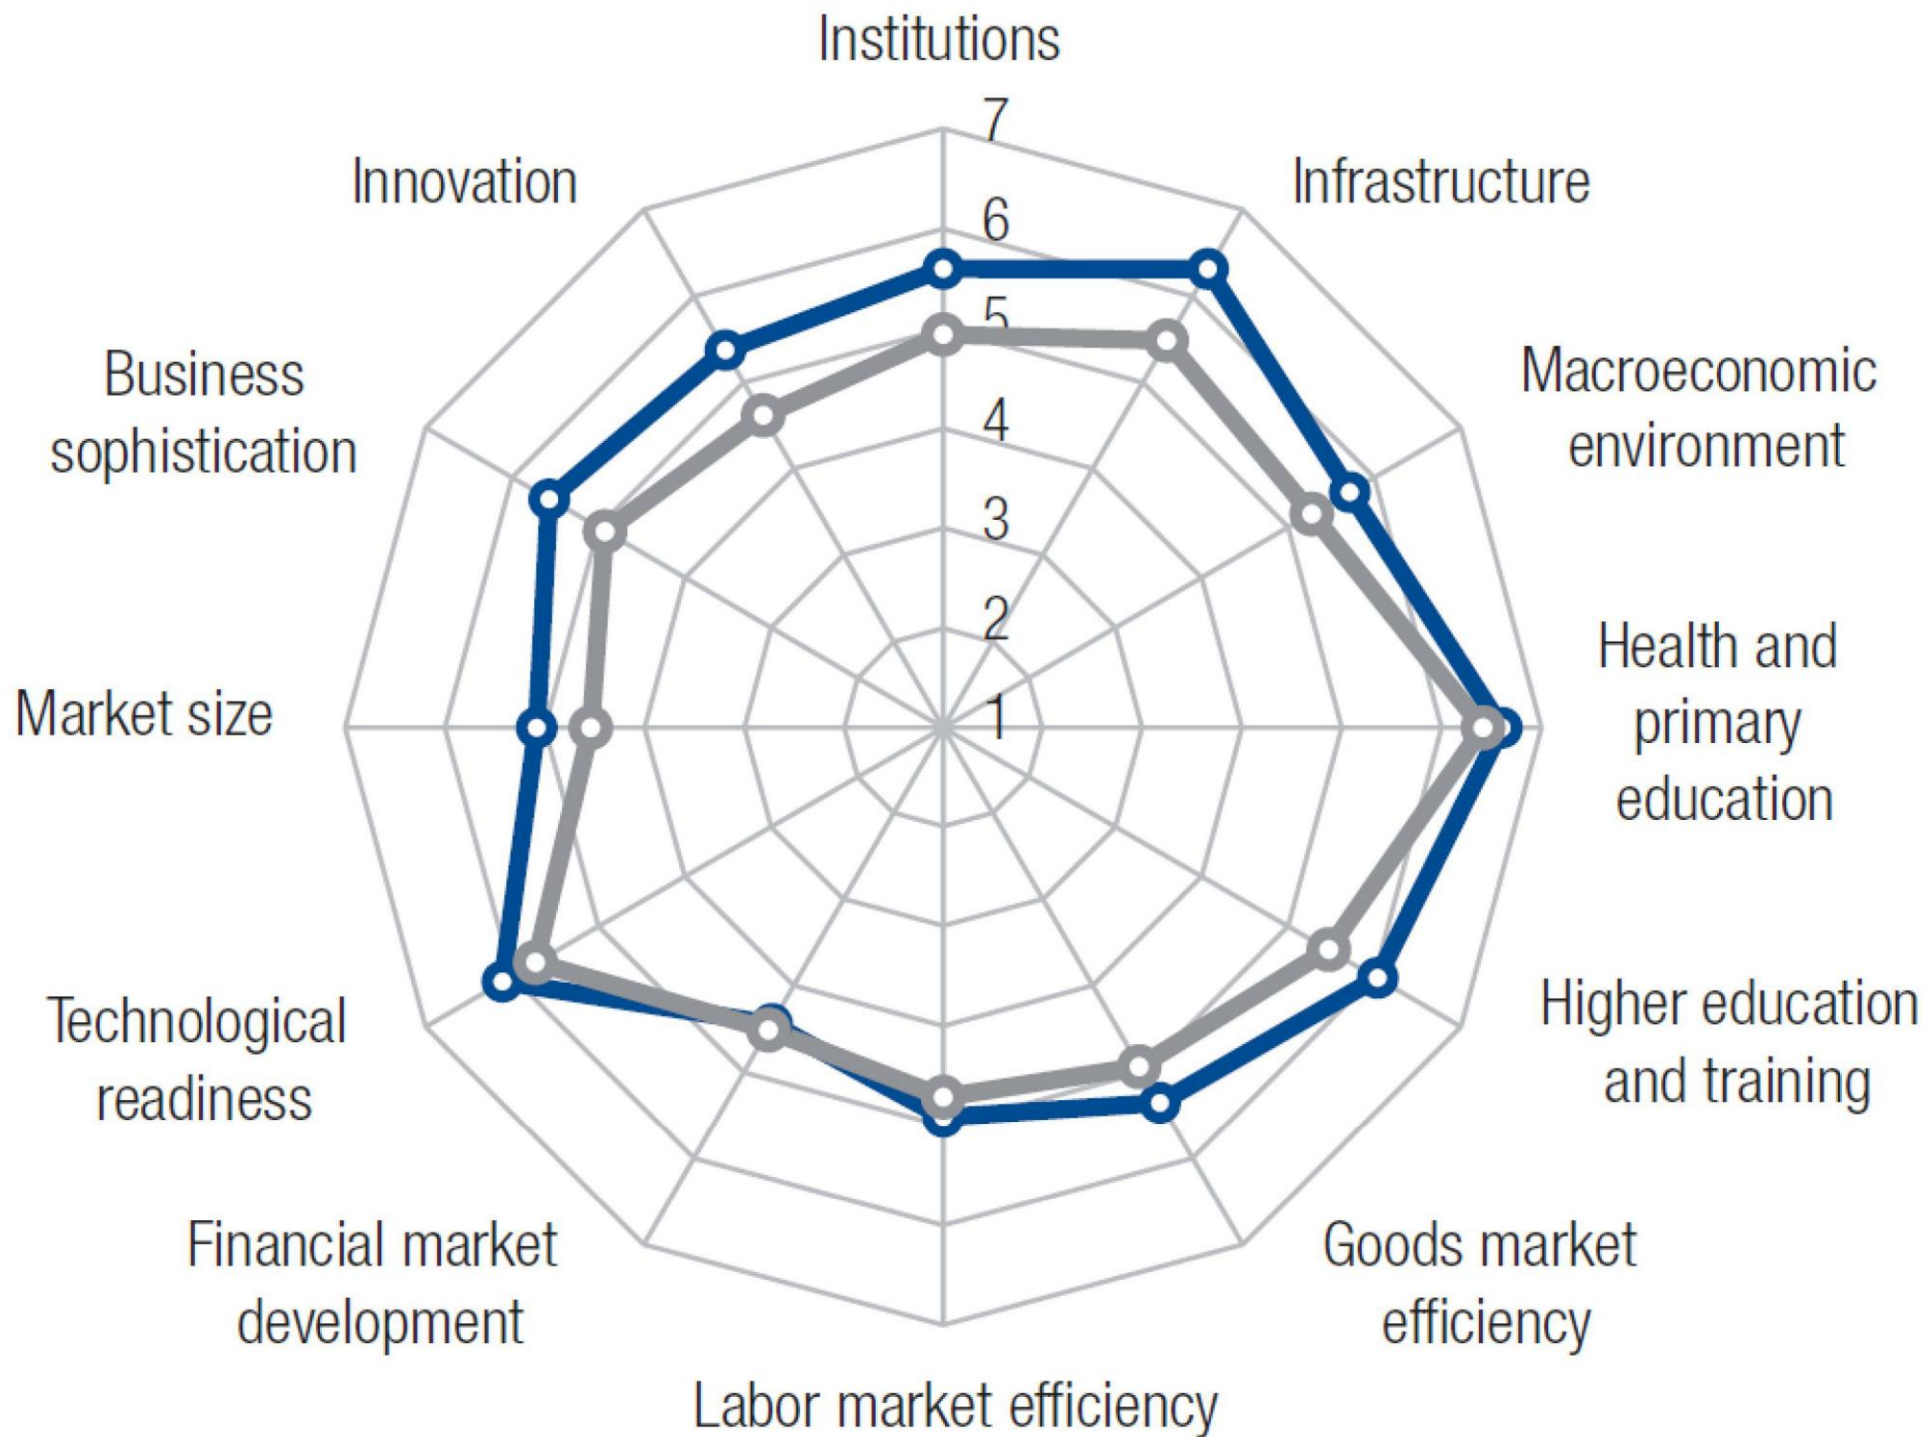 Institutions
7
Innovation
Infrastructure
6
5
Business
sophistication
Macroeconomic
environment
4
3
2
Health and
primary
education
Market size
1
Technological
readiness
Higher education
and training
Financial market
development
Goods market
efficiency
Labor market efficiency